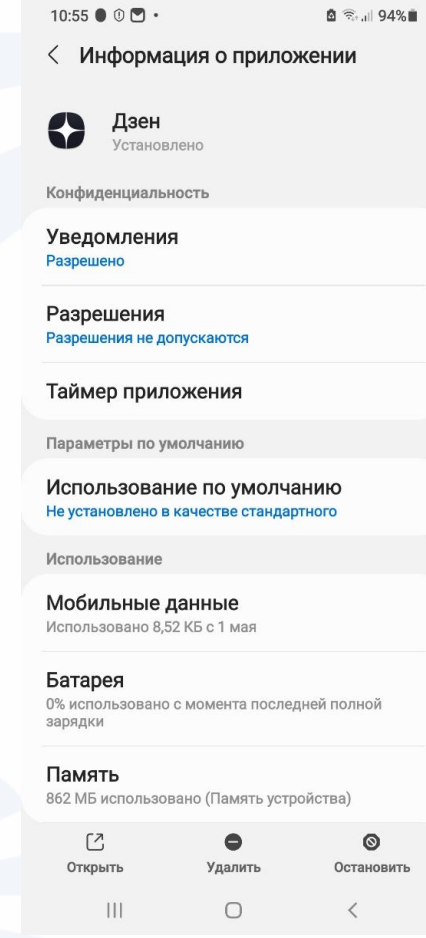 10:55
94%
Информация о приложении
Дзен
Установлено
Конфиденциальность
Уведомления
Разрешено
Разрешения
Разрешения не допускаются
Таймер приложения
Параметры по умолчанию
Использование по умолчанию
Не установлено в качестве стандартного
Использование
Мобильные данные
Использовано 8,52 КБ с 1 мая
Батарея
0% использовано с момента последней полной
зарядки
Память
862 МБ использовано (Память устройства)
Открыть
Удалить
Остановить